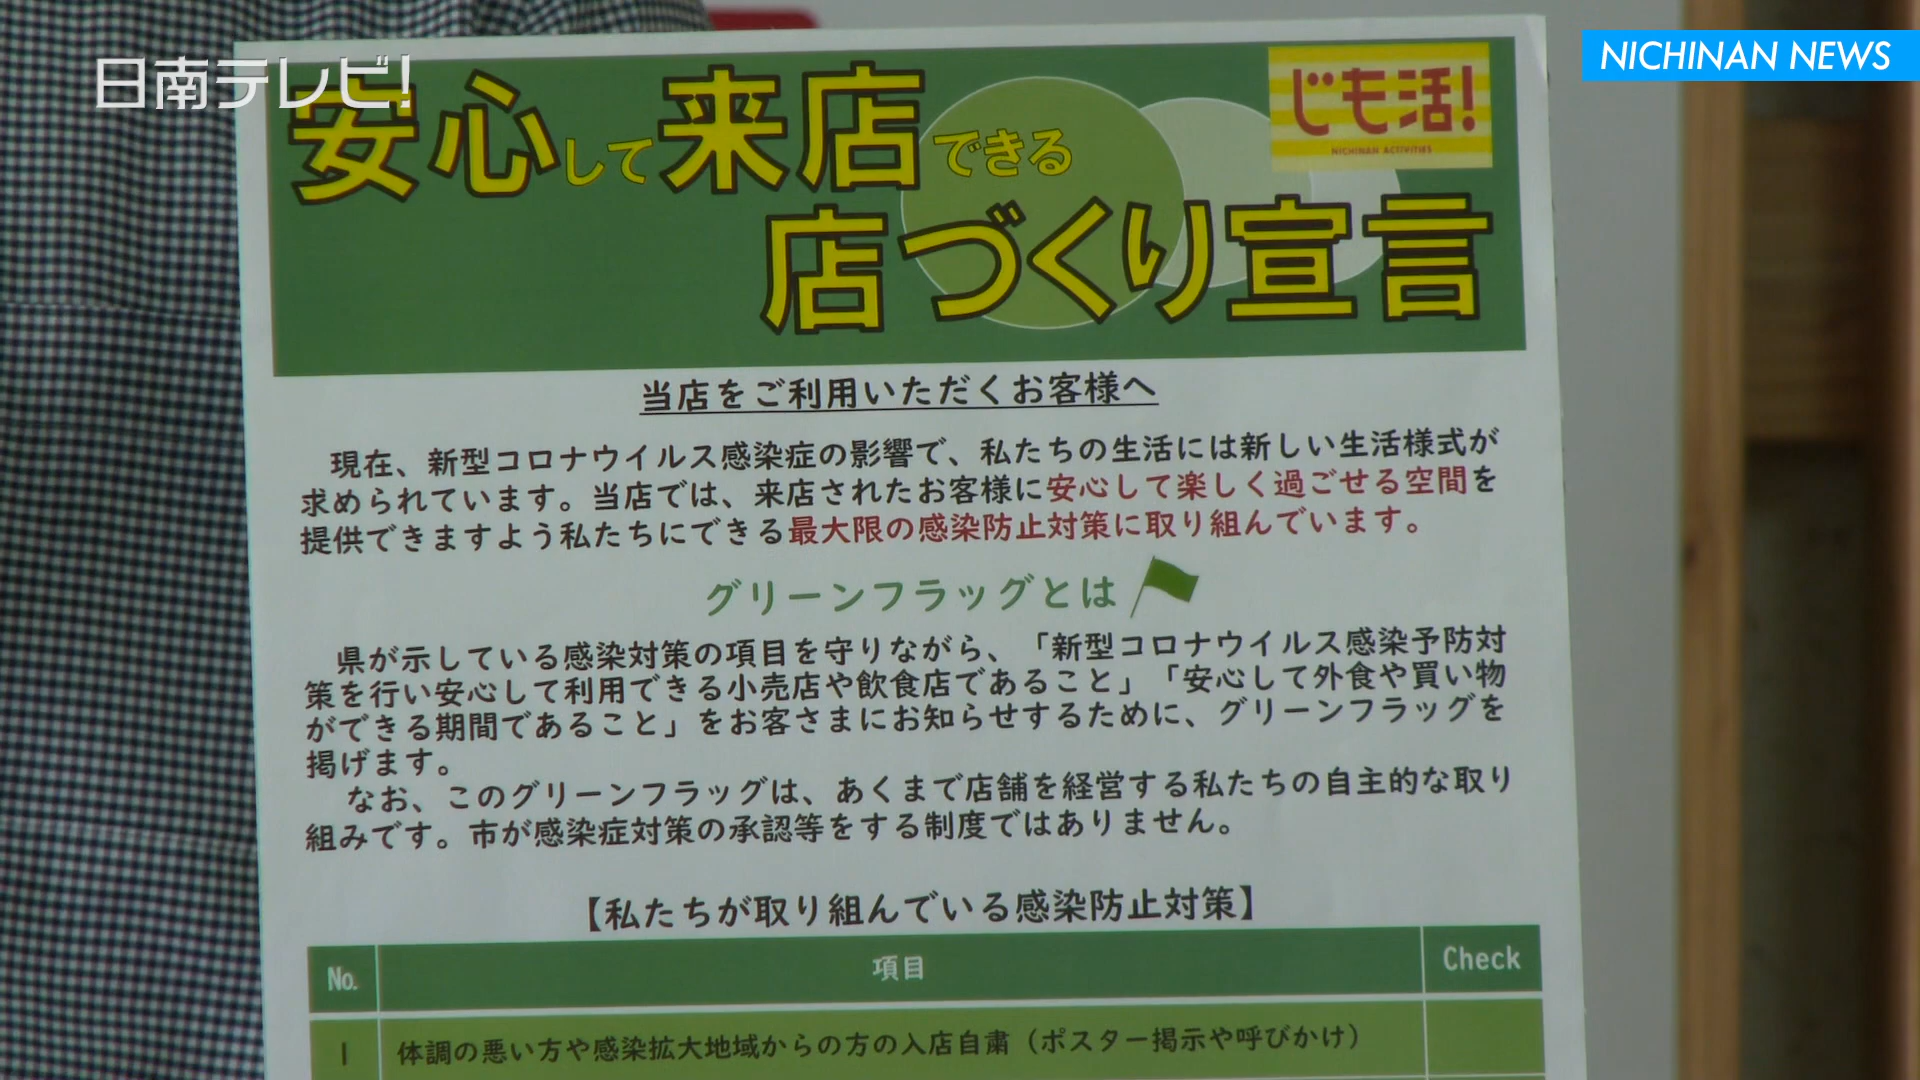 日南テレビ!
NICHINAN NEWS
安心して来店できる
店づくり宣言
じも活!
NICHINAN ACTIVITIES
当店をご利用いただくお客様へ
現在、新型コロナウイルス感染症の影響で、私たちの生活には新しい生活様式が
求められています。当店では、来店されたお客様に安心して楽しく過ごせる空間を
提供できますよう私たちにできる最大限の感染防止対策に取り組んでいます。
グリーンフラッグとは
県が示している感染対策の項目を守りながら、「新型コロナウイルス感染予防対
策を行い安心して利用できる小売店や飲食店であること」「安心して外食や買い物
ができる期間であること」をお客さまにお知らせするために、グリーンフラッグを
掲げます。
なお、このグリーンフラッグは、あくまで店舗を経営する私たちの自主的な取り
組みです。市が感染症対策の承認等をする制度ではありません。
【私たちが取り組んでいる感染防止対策】
No. 項目 Check
1 体調の悪い方や感染拡大地域からの方の入店自粛（ポスター掲示や呼びかけ）